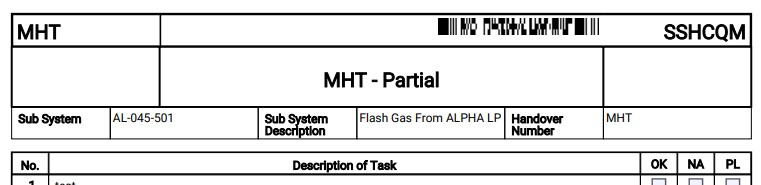 MHT SSHCQM
MHT - Partial
Sub System AL-045-501 Sub System Description Flash Gas From ALPHA LP Handover Number MHT
No. Description of Task OK NA PL
1 test